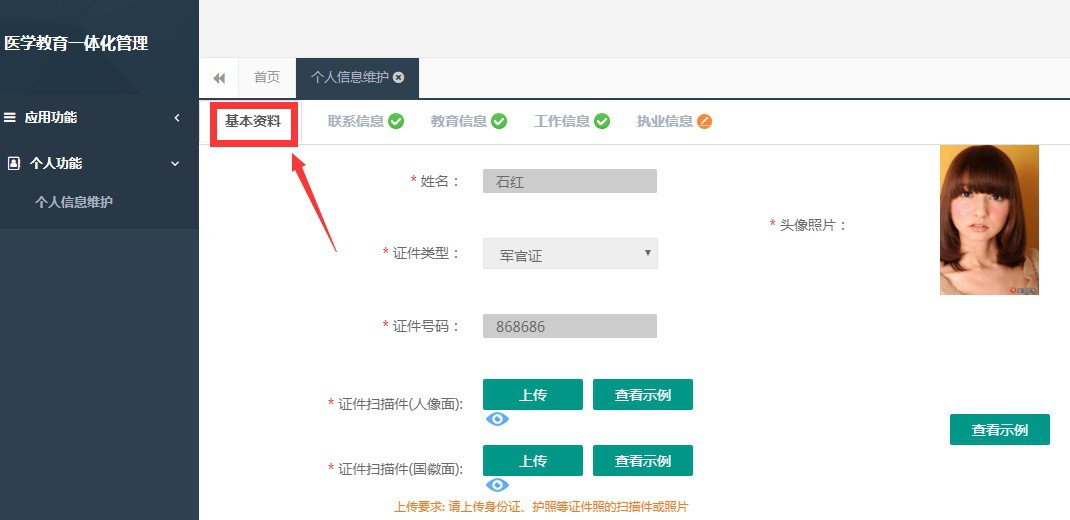 医学教育一体化管理
首页
个人信息维护
应用功能
基本资料 联系信息 教育信息 工作信息 执业信息
个人功能
个人信息维护
* 姓名： 石红
* 头像照片：
* 证件类型： 军官证
* 证件号码： 868686
* 证件扫描件(人像面): 上传 查看示例
查看示例
* 证件扫描件(国徽面): 上传 查看示例
上传要求: 请上传身份证、护照等证件照的扫描件或照片